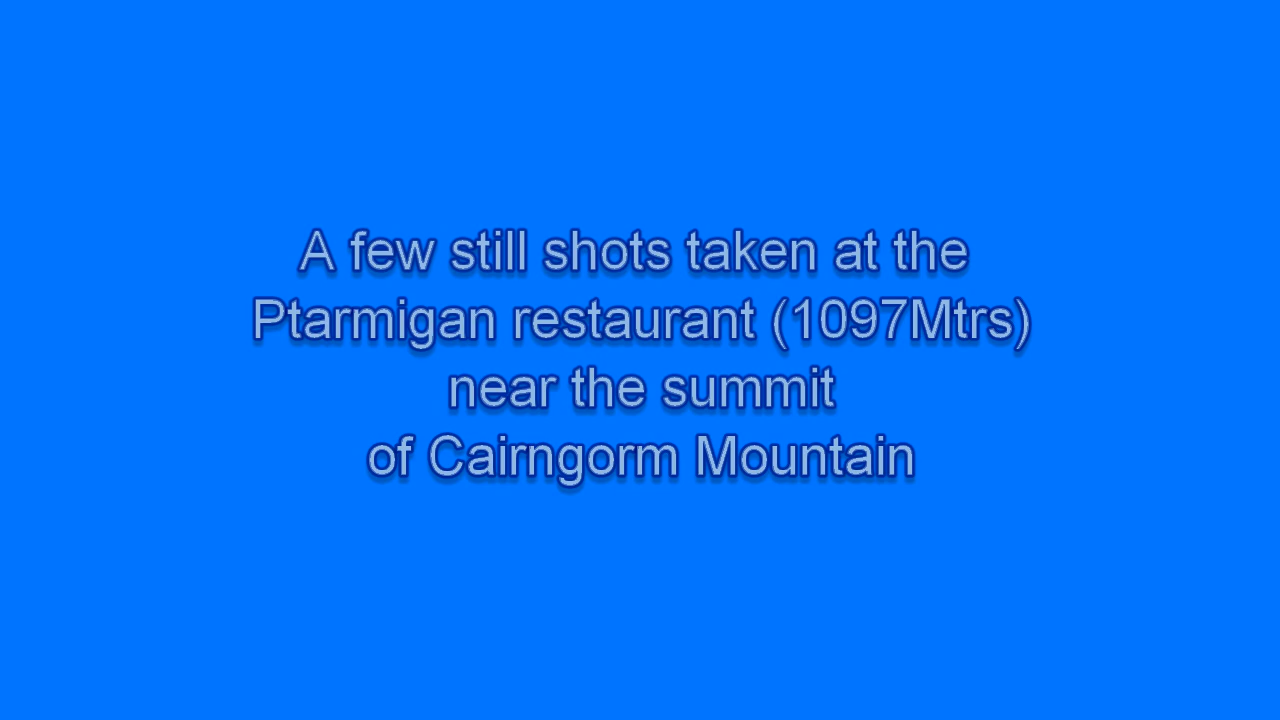 A few still shots taken at the
Ptarmigan restaurant (1097Mtrs)
near the summit
of Cairngorm Mountain